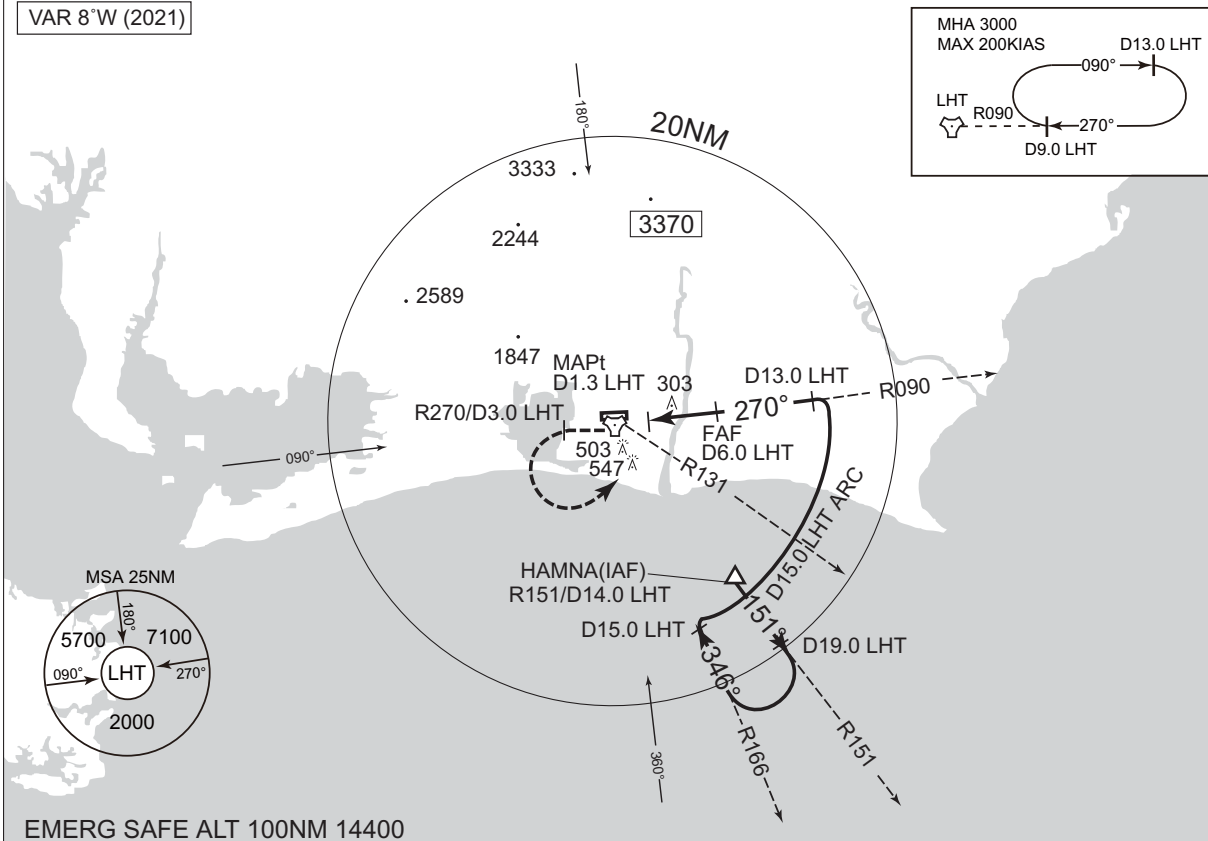 VAR 8°W (2021)
MHA 3000
MAX 200KIAS
D13.0 LHT
090°
LHT
R090
270°
D9.0 LHT
180°
20NM
3333
3370
2244
2589
1847
MAPt
D1.3 LHT
303
D13.0 LHT
R090
270°
R270/D3.0 LHT
FAF
D6.0 LHT
503
547
R131
090°
D15.0 LHT ARC
HAMNA(IAF)
R151/D14.0 LHT
151°
D15.0 LHT
D19.0 LHT
346°
R166
R151
360°
MSA 25NM
180°
5700
7100
090°
LHT
270°
2000
EMERG SAFE ALT 100NM 14400